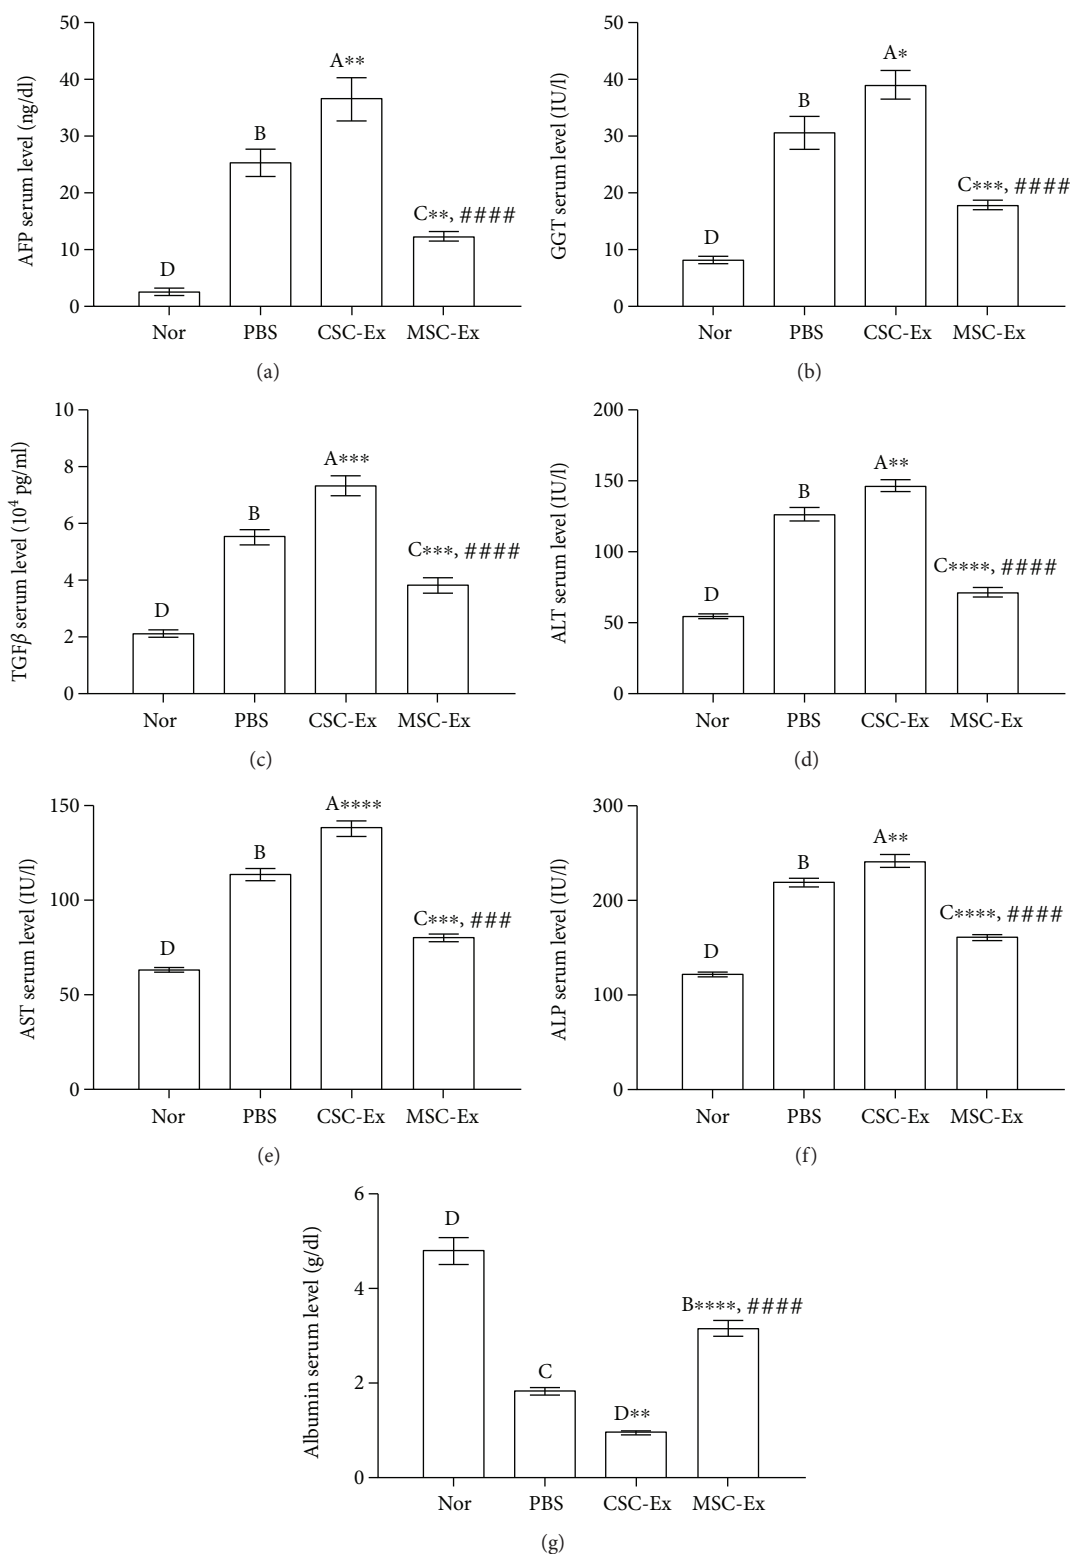 AFP serum level (ng/dl)
50
40
30
20
10
0
D
B
A**
C**, ####
Nor
PBS
CSC-Ex
MSC-Ex
(a)
GGT serum level (IU/l)
50
40
30
20
10
0
D
B
A*
C***, ####
Nor
PBS
CSC-Ex
MSC-Ex
(b)
TGFβ serum level (10⁴ pg/ml)
10
8
6
4
2
0
D
B
A***
C***, ####
Nor
PBS
CSC-Ex
MSC-Ex
(c)
ALT serum level (IU/l)
200
150
100
50
0
D
B
A**
C****, ####
Nor
PBS
CSC-Ex
MSC-Ex
(d)
AST serum level (IU/l)
150
100
50
0
D
B
A****
C***, ###
Nor
PBS
CSC-Ex
MSC-Ex
(e)
ALP serum level (IU/l)
300
200
100
0
D
B
A**
C****, ####
Nor
PBS
CSC-Ex
MSC-Ex
(f)
Albumin serum level (g/dl)
6
4
2
0
D
C
D**
B****, ####
Nor
PBS
CSC-Ex
MSC-Ex
(g)